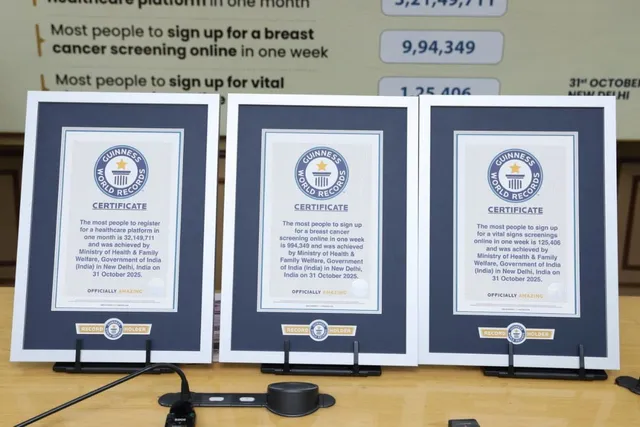 healthcare platform in one month
3,21,49,711
Most people to sign up for a breast
cancer screening online in one week
9,94,349
Most people to sign up for vital
1,25,406
31ST OCTOBER
NEW DELHI
GUINNESS
WORLD RECORDS
CERTIFICATE
The most people to register
for a healthcare platform in
one month is 32,149,711
and was achieved by
Ministry of Health & Family
Welfare, Government of India
(India) in New Delhi, India on
31 October 2025.
OFFICIALLY AMAZING
RECORD HOLDER
GUINNESS
WORLD RECORDS
CERTIFICATE
The most people to sign up
for a breast cancer
screening online in one week
is 994,349 and was achieved
by Ministry of Health &
Family Welfare, Government
of India (India) in New Delhi,
India on 31 October 2025.
OFFICIALLY AMAZING
RECORD HOLDER
GUINNESS
WORLD RECORDS
CERTIFICATE
The most people to sign up
for a vital signs screenings
online in one week is 125,406
and was achieved by
Ministry of Health & Family
Welfare, Government of India
(India) in New Delhi, India on
31 October 2025.
OFFICIALLY AMAZING
RECORD HOLDER